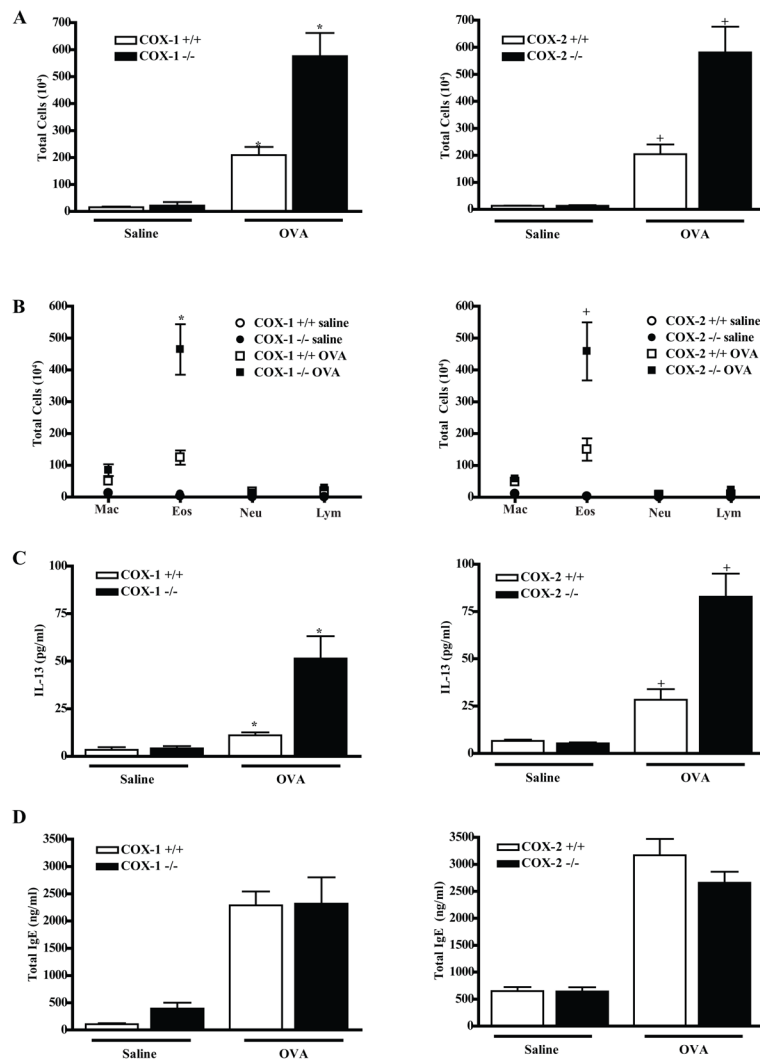 A
COX-1 +/+
COX-1 -/-
Total Cells (10⁴)
700
600
500
400
300
200
100
0
*
*
Saline
OVA
COX-2 +/+
COX-2 -/-
Total Cells (10⁴)
700
600
500
400
300
200
100
0
+
+
Saline
OVA
B
COX-1 +/+ saline
COX-1 -/- saline
COX-1 +/+ OVA
COX-1 -/- OVA
Total Cells (10⁴)
600
500
400
300
200
100
0
*
Mac Eos Neu Lym
COX-2 +/+ saline
COX-2 -/- saline
COX-2 +/+ OVA
COX-2 -/- OVA
Total Cells (10⁴)
600
500
400
300
200
100
0
+
Mac Eos Neu Lym
C
COX-1 +/+
COX-1 -/-
IL-13 (pg/ml)
100
75
50
25
0
*
*
Saline
OVA
COX-2 +/+
COX-2 -/-
IL-13 (pg/ml)
100
75
50
25
0
+
+
Saline
OVA
D
COX-1 +/+
COX-1 -/-
Total IgE (ng/ml)
3500
3000
2500
2000
1500
1000
500
0
Saline
OVA
COX-2 +/+
COX-2 -/-
Total IgE (ng/ml)
3500
3000
2500
2000
1500
1000
500
0
Saline
OVA